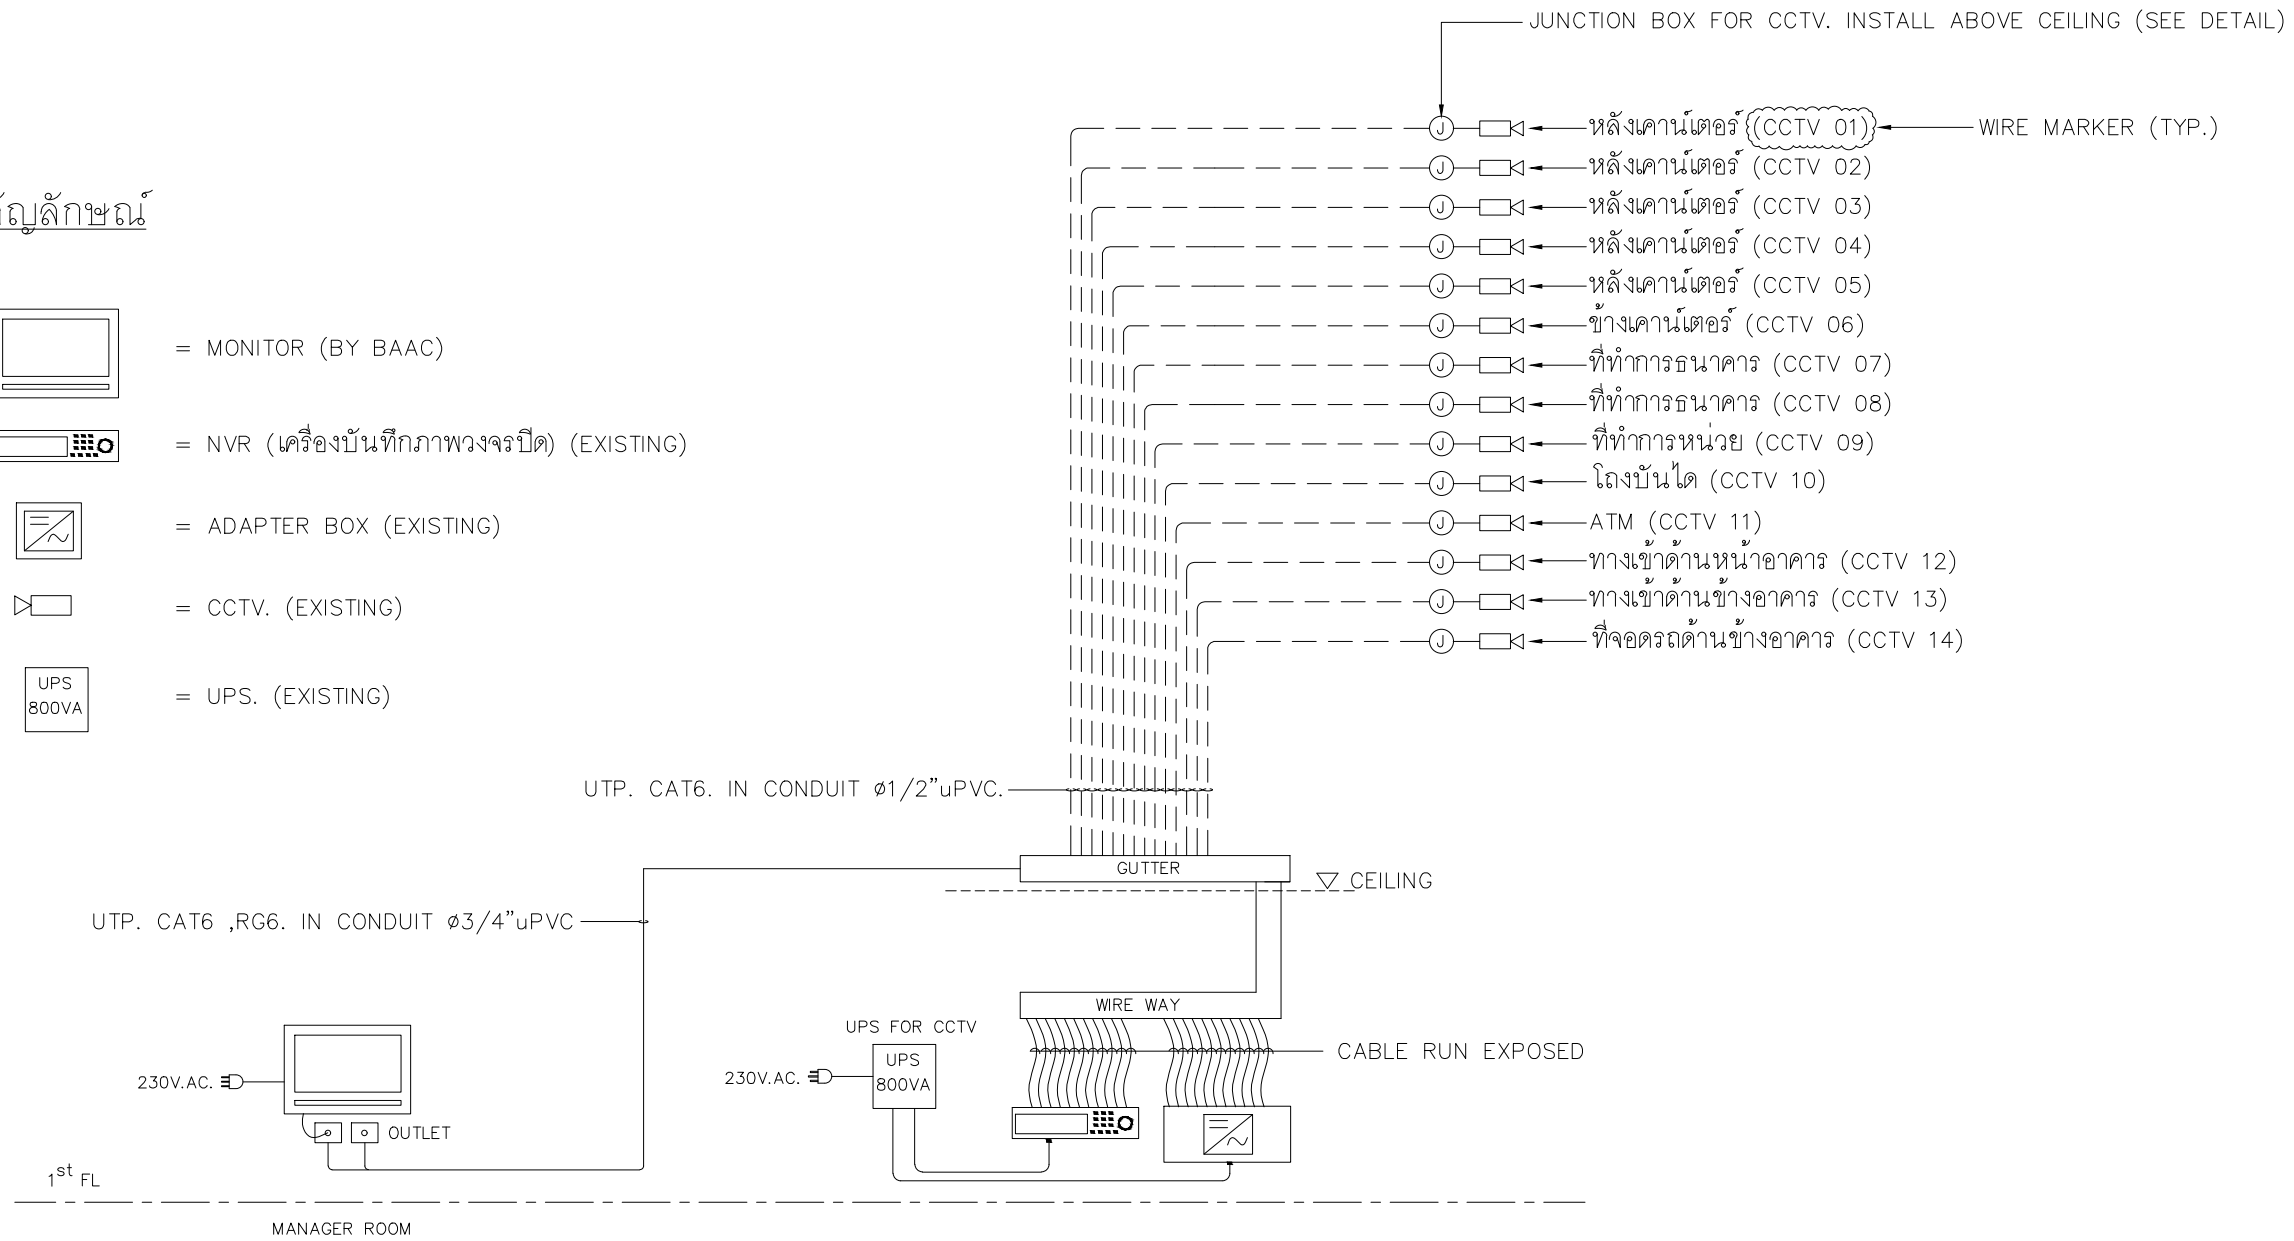 JUNCTION BOX FOR CCTV. INSTALL ABOVE CEILING (SEE DETAIL)
หลังเคาน์เตอร์ (CCTV 01)
WIRE MARKER (TYP.)
หลังเคาน์เตอร์ (CCTV 02)
หลังเคาน์เตอร์ (CCTV 03)
หลังเคาน์เตอร์ (CCTV 04)
หลังเคาน์เตอร์ (CCTV 05)
ข้างเคาน์เตอร์ (CCTV 06)
ที่ทำการธนาคาร (CCTV 07)
ที่ทำการธนาคาร (CCTV 08)
ที่ทำการหน่วย (CCTV 09)
โถงบันได (CCTV 10)
ATM (CCTV 11)
ทางเข้าด้านหน้าอาคาร (CCTV 12)
ทางเข้าด้านข้างอาคาร (CCTV 13)
ที่จอดรถด้านข้างอาคาร (CCTV 14)
J
J
J
J
J
J
J
J
J
J
J
J
J
J
= MONITOR (BY BAAC)
= NVR (เครื่องบันทึกภาพวงจรปิด) (EXISTING)
= ADAPTER BOX (EXISTING)
= CCTV. (EXISTING)
UPS
800VA
= UPS. (EXISTING)
UTP. CAT6. IN CONDUIT ø1/2"uPVC.
GUTTER
CEILING
UTP. CAT6 ,RG6. IN CONDUIT ø3/4"uPVC
WIRE WAY
UPS FOR CCTV
CABLE RUN EXPOSED
230V.AC.
230V.AC.
UPS
800VA
OUTLET
1st FL
MANAGER ROOM